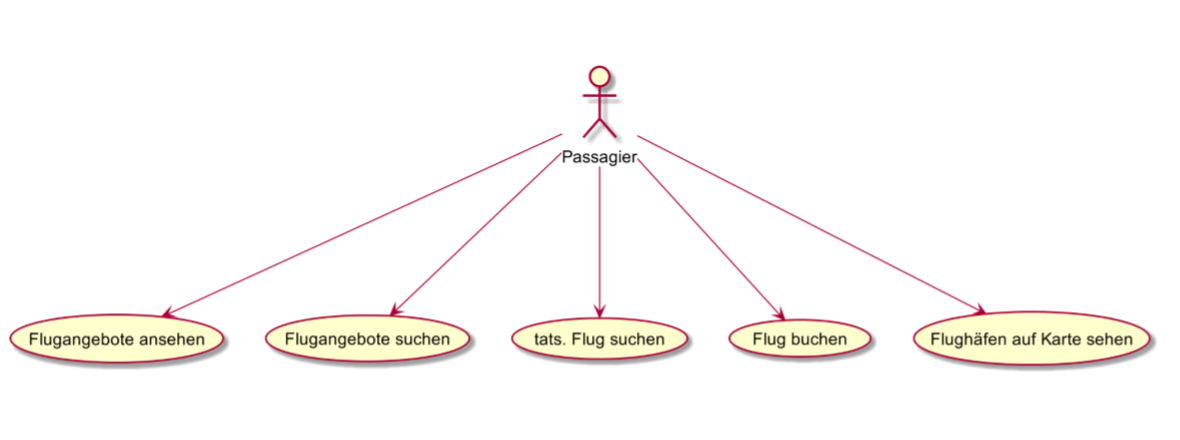 Passagier
Flugangebote ansehen
Flugangebote suchen
tats. Flug suchen
Flug buchen
Flughäfen auf Karte sehen